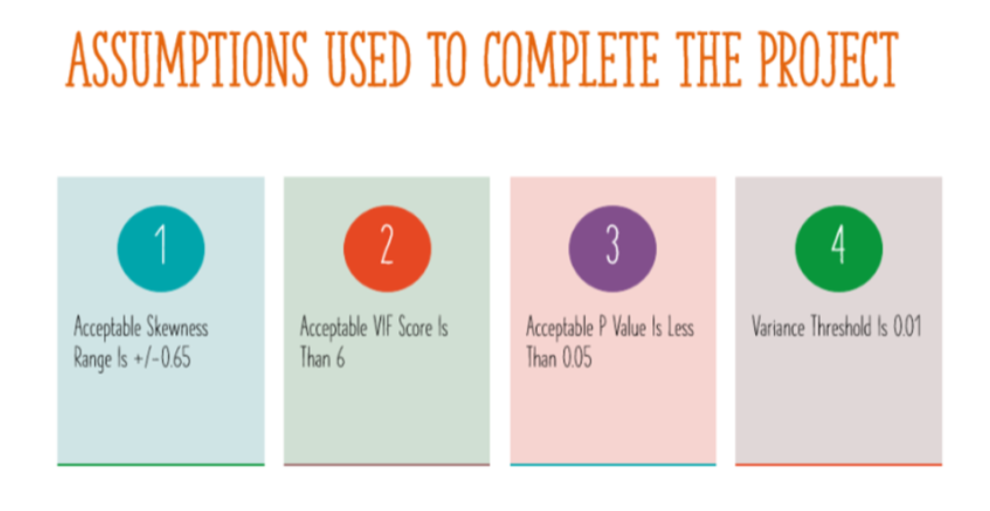 ASSUMPTIONS USED TO COMPLETE THE PROJECT
1
Acceptable Skewness
Range Is +/-0.65
2
Acceptable VIF Score Is
Than 6
3
Acceptable P Value Is Less
Than 0.05
4
Variance Threshold Is 0.01